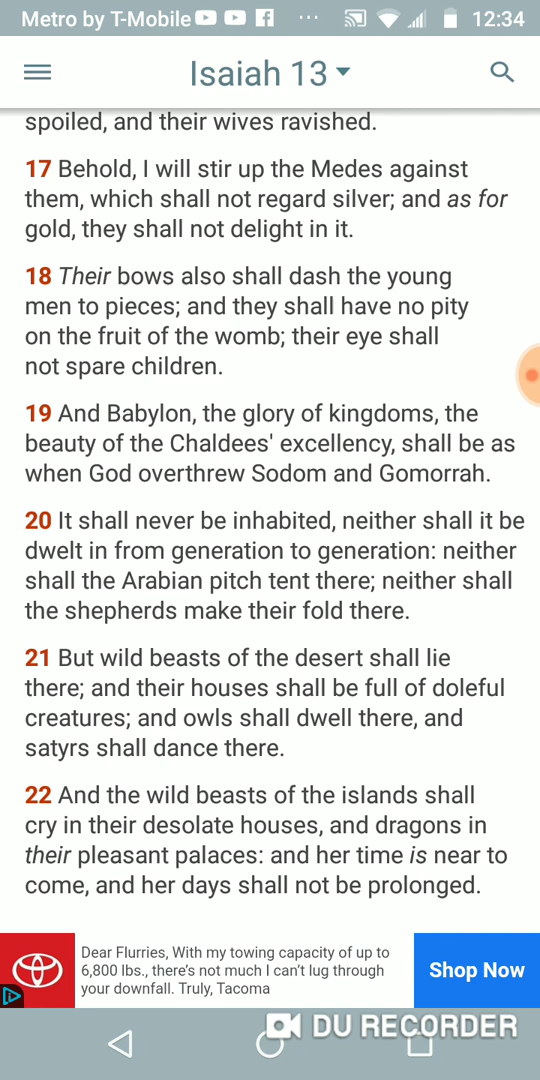 Metro by T-Mobile ... 12:34
Isaiah 13
spoiled, and their wives ravished.
17 Behold, I will stir up the Medes against
them, which shall not regard silver; and as for
gold, they shall not delight in it.
18 Their bows also shall dash the young
men to pieces; and they shall have no pity
on the fruit of the womb; their eye shall
not spare children.
19 And Babylon, the glory of kingdoms, the
beauty of the Chaldees' excellency, shall be as
when God overthrew Sodom and Gomorrah.
20 It shall never be inhabited, neither shall it be
dwelt in from generation to generation: neither
shall the Arabian pitch tent there; neither shall
the shepherds make their fold there.
21 But wild beasts of the desert shall lie
there; and their houses shall be full of doleful
creatures; and owls shall dwell there, and
satyrs shall dance there.
22 And the wild beasts of the islands shall
cry in their desolate houses, and dragons in
their pleasant palaces: and her time is near to
come, and her days shall not be prolonged.
Dear Flurries, With my towing capacity of up to
6,800 lbs., there's not much I can't lug through
your downfall. Truly, Tacoma
Shop Now
DU RECORDER